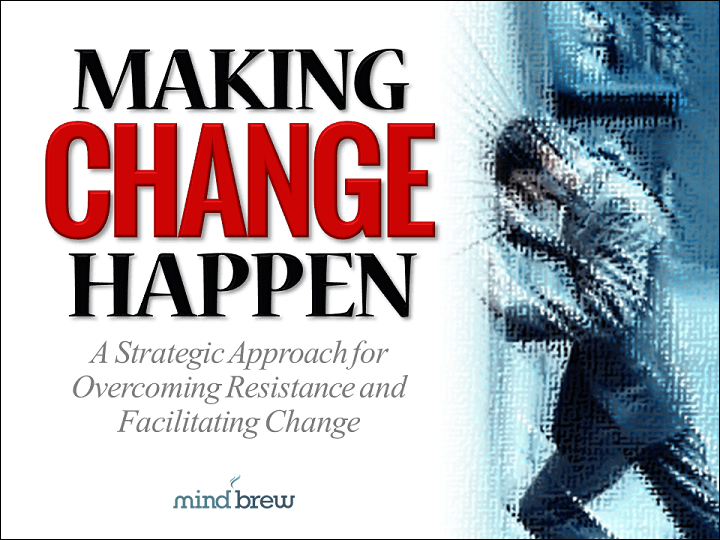 MAKING
CHANGE
HAPPEN
A Strategic Approach for
Overcoming Resistance and
Facilitating Change
mind brew